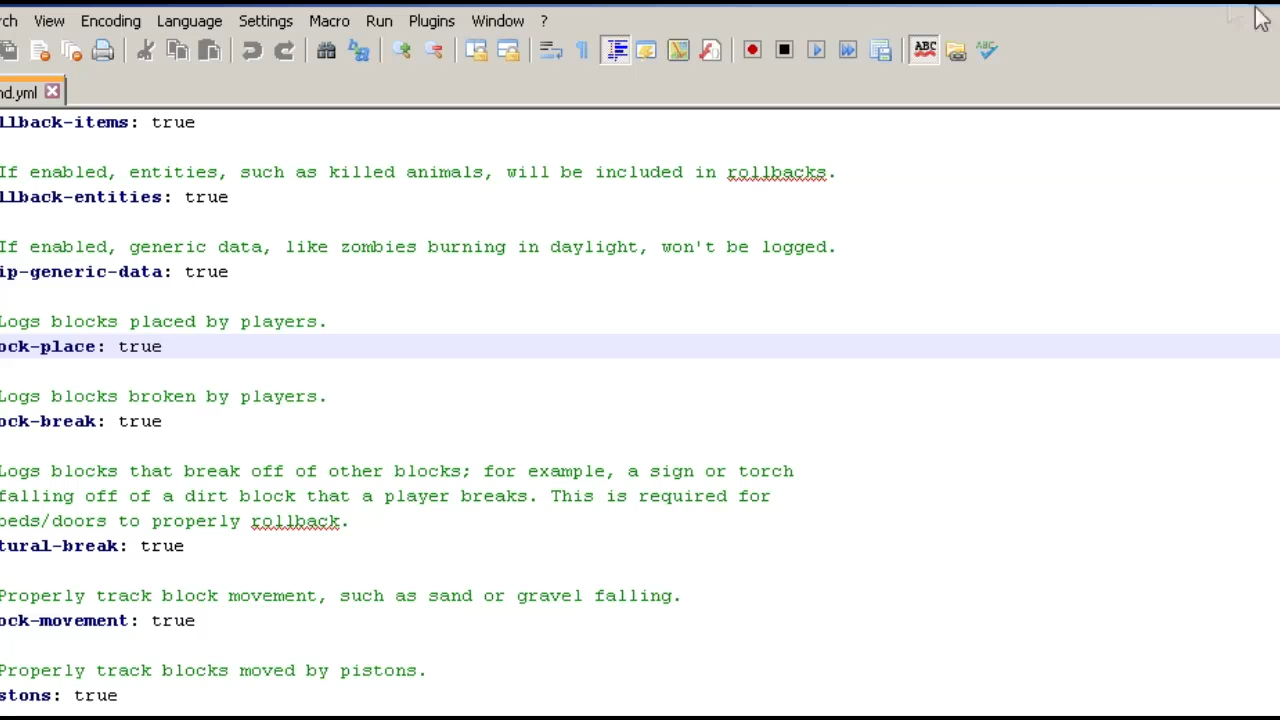 rch View Encoding Language Settings Macro Run Plugins Window ?
ABC ABC
nd.yml
llback-items: true
If enabled, entities, such as killed animals, will be included in rollbacks.
llback-entities: true
If enabled, generic data, like zombies burning in daylight, won't be logged.
ip-generic-data: true
Logs blocks placed by players.
ock-place: true
Logs blocks broken by players.
ock-break: true
Logs blocks that break off of other blocks; for example, a sign or torch
falling off of a dirt block that a player breaks. This is required for
beds/doors to properly rollback.
tural-break: true
Properly track block movement, such as sand or gravel falling.
ock-movement: true
Properly track blocks moved by pistons.
stons: true